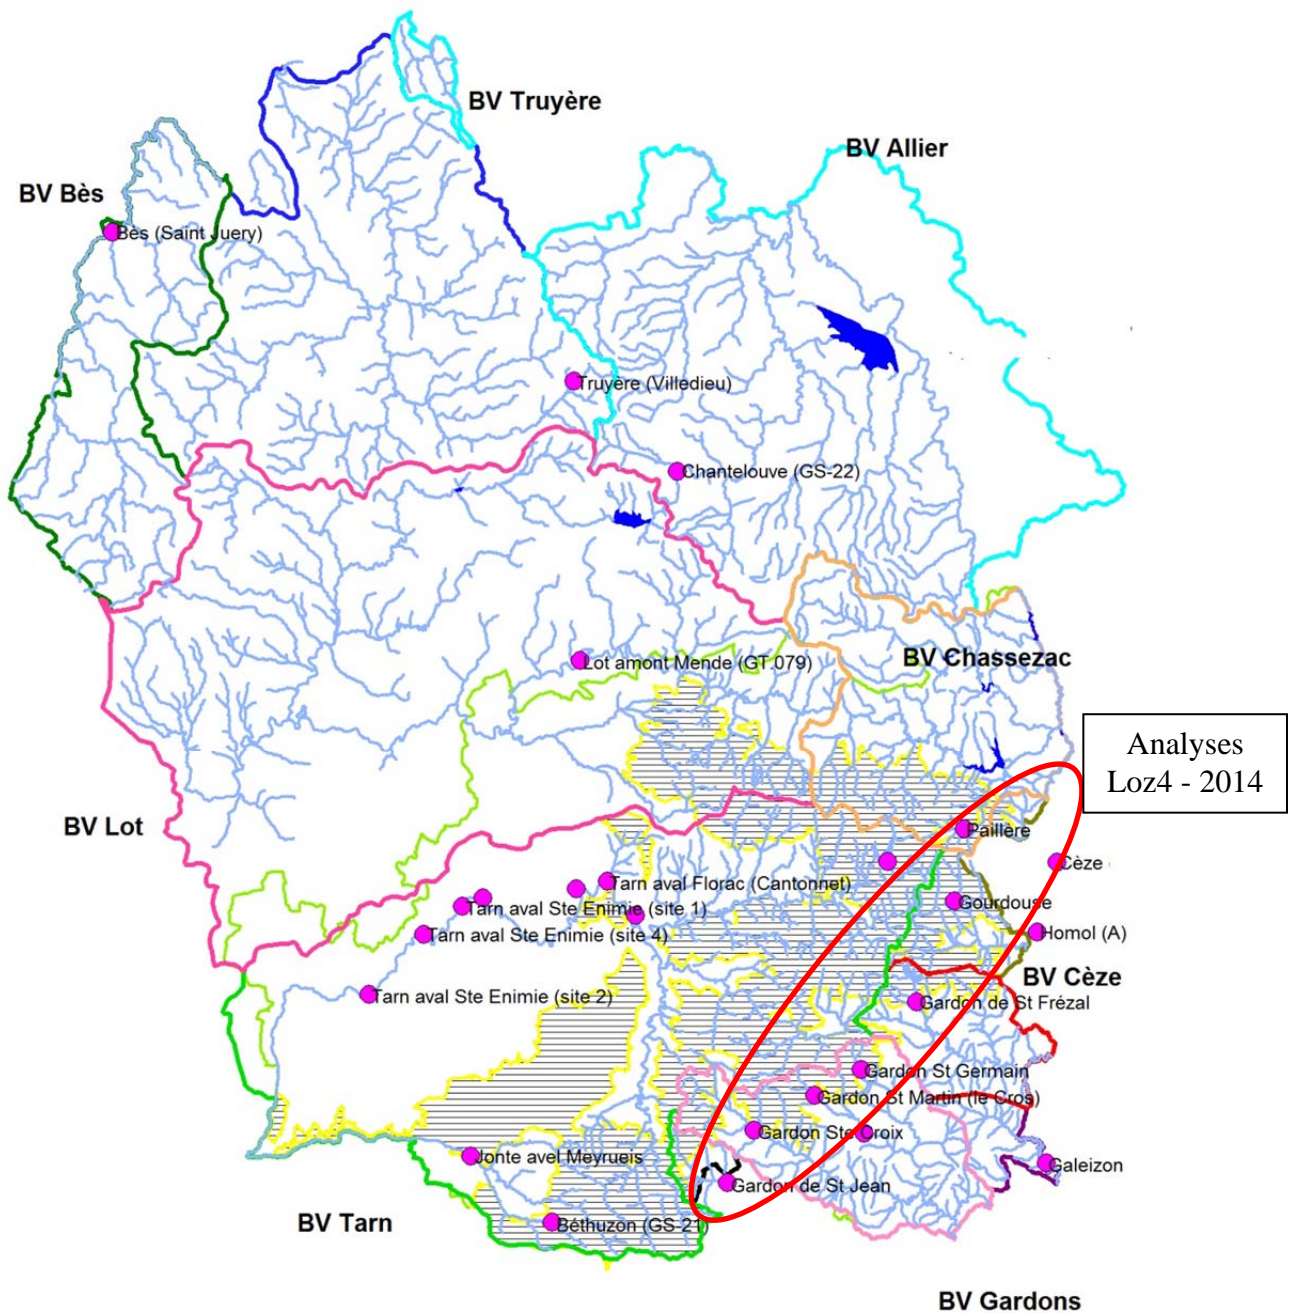 BV Truyère
BV Allier
BV Bès
Bès (Saint Juery)
Truyère (Villedieu)
Chantelouve (GS-22)
Lot amont Mende (GT.079)
BV Chassezac
Analyses
Loz4 - 2014
BV Lot
Paillère
Cèze
Tarn aval Florac (Cantonnet)
Gourdouse
Tarn aval Ste Enimie (site 1)
Tarn aval Ste Enimie (site 4)
Homol (A)
BV Cèze
Tarn aval Ste Enimie (site 2)
Gardon de St Frézal
Gardon St Germain
Gardon St Martin (le Cros)
Gardon Ste Croix
Jonte avel Meyrueis
Galeizon
Gardon de St Jean
BV Tarn
Béthuzon (GS-21)
BV Gardons